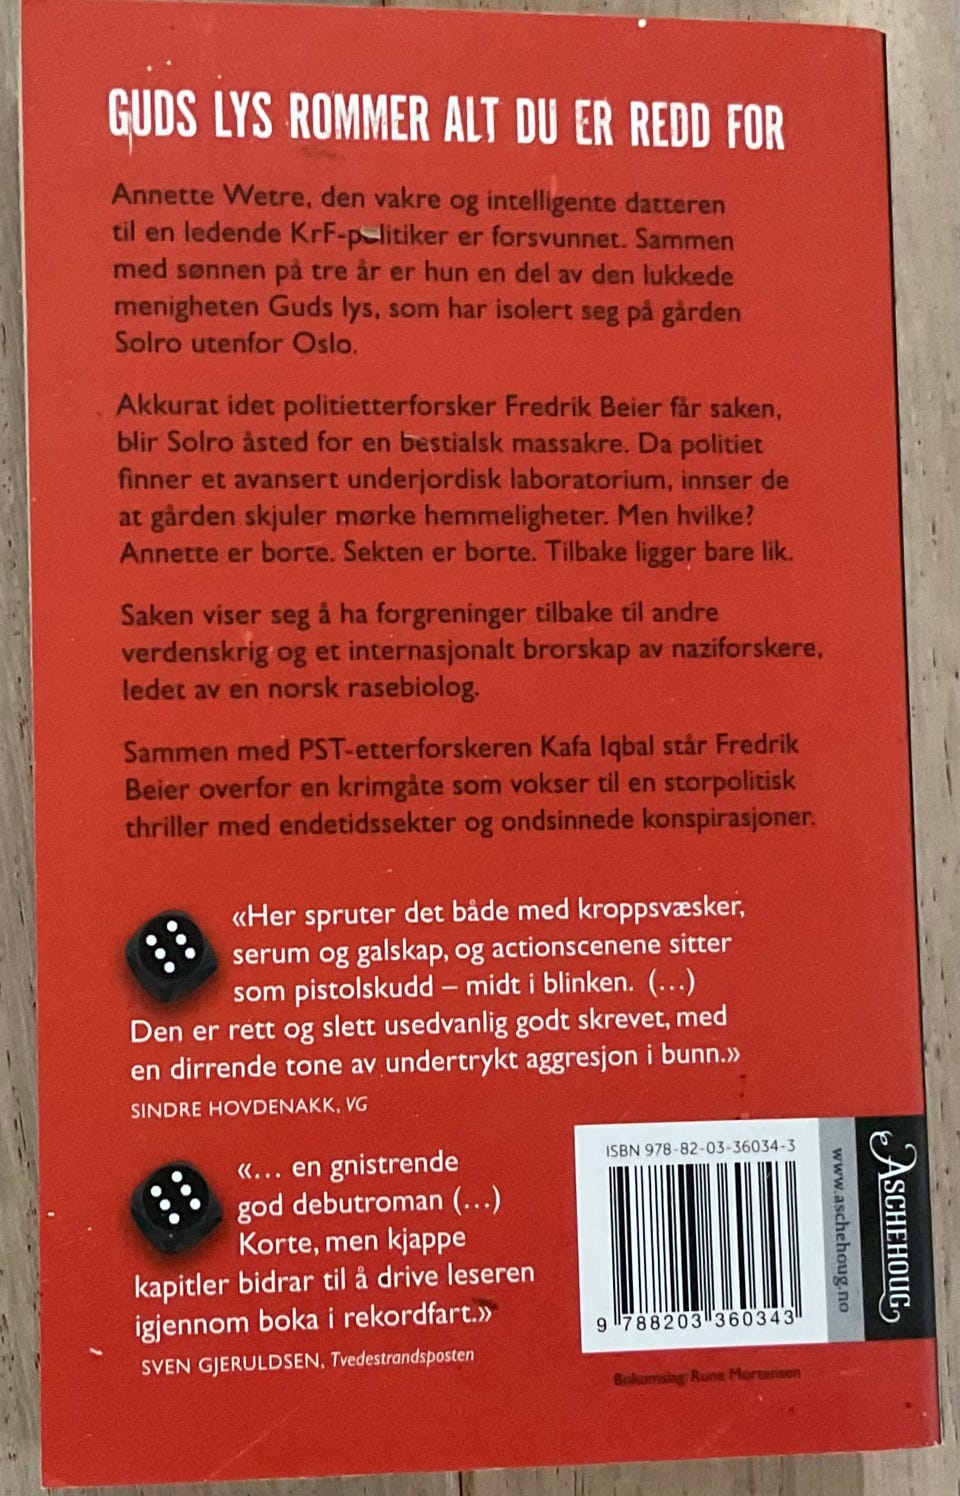 GUDS LYS ROMMER ALT DU ER REDD FOR
Annette Wetre, den vakre og intelligente datteren
til en ledende KrF-politiker er forsvunnet. Sammen
med sønnen på tre år er hun en del av den lukkede
menigheten Guds lys, som har isolert seg på gården
Solro utenfor Oslo.
Akkurat idet politietterforsker Fredrik Beier får saken,
blir Solro åsted for en bestialsk massakre. Da politiet
finner et avansert underjordisk laboratorium, innser de
at gården skjuler mørke hemmeligheter. Men hvilke?
Annette er borte. Sekten er borte. Tilbake ligger bare lik.
Saken viser seg å ha forgreninger tilbake til andre
verdenskrig og et internasjonalt brorskap av naziforskere,
ledet av en norsk rasebiolog.
Sammen med PST-etterforskeren Kafa Iqbal står Fredrik
Beier overfor en krimgåte som vokser til en storpolitisk
thriller med endetidssekter og ondsinnede konspirasjoner.
«Her spruter det både med kroppsvæsker,
serum og galskap, og actionscenene sitter
som pistolskudd – midt i blinken. (…)
Den er rett og slett usedvanlig godt skrevet, med
en dirrende tone av undertrykt aggresjon i bunn.»
SINDRE HOVDENAKK, VG
«… en gnistrende
god debutroman (…)
Korte, men kjappe
kapitler bidrar til å drive leseren
igjennom boka i rekordfart.»
SVEN GJERULDSEN, Tvedestrandsposten
ISBN 978-82-03-36034-3
9 788203 360343
www.aschehoug.no
ASCHEHOUG
Bokomslag: Rune Mortensen